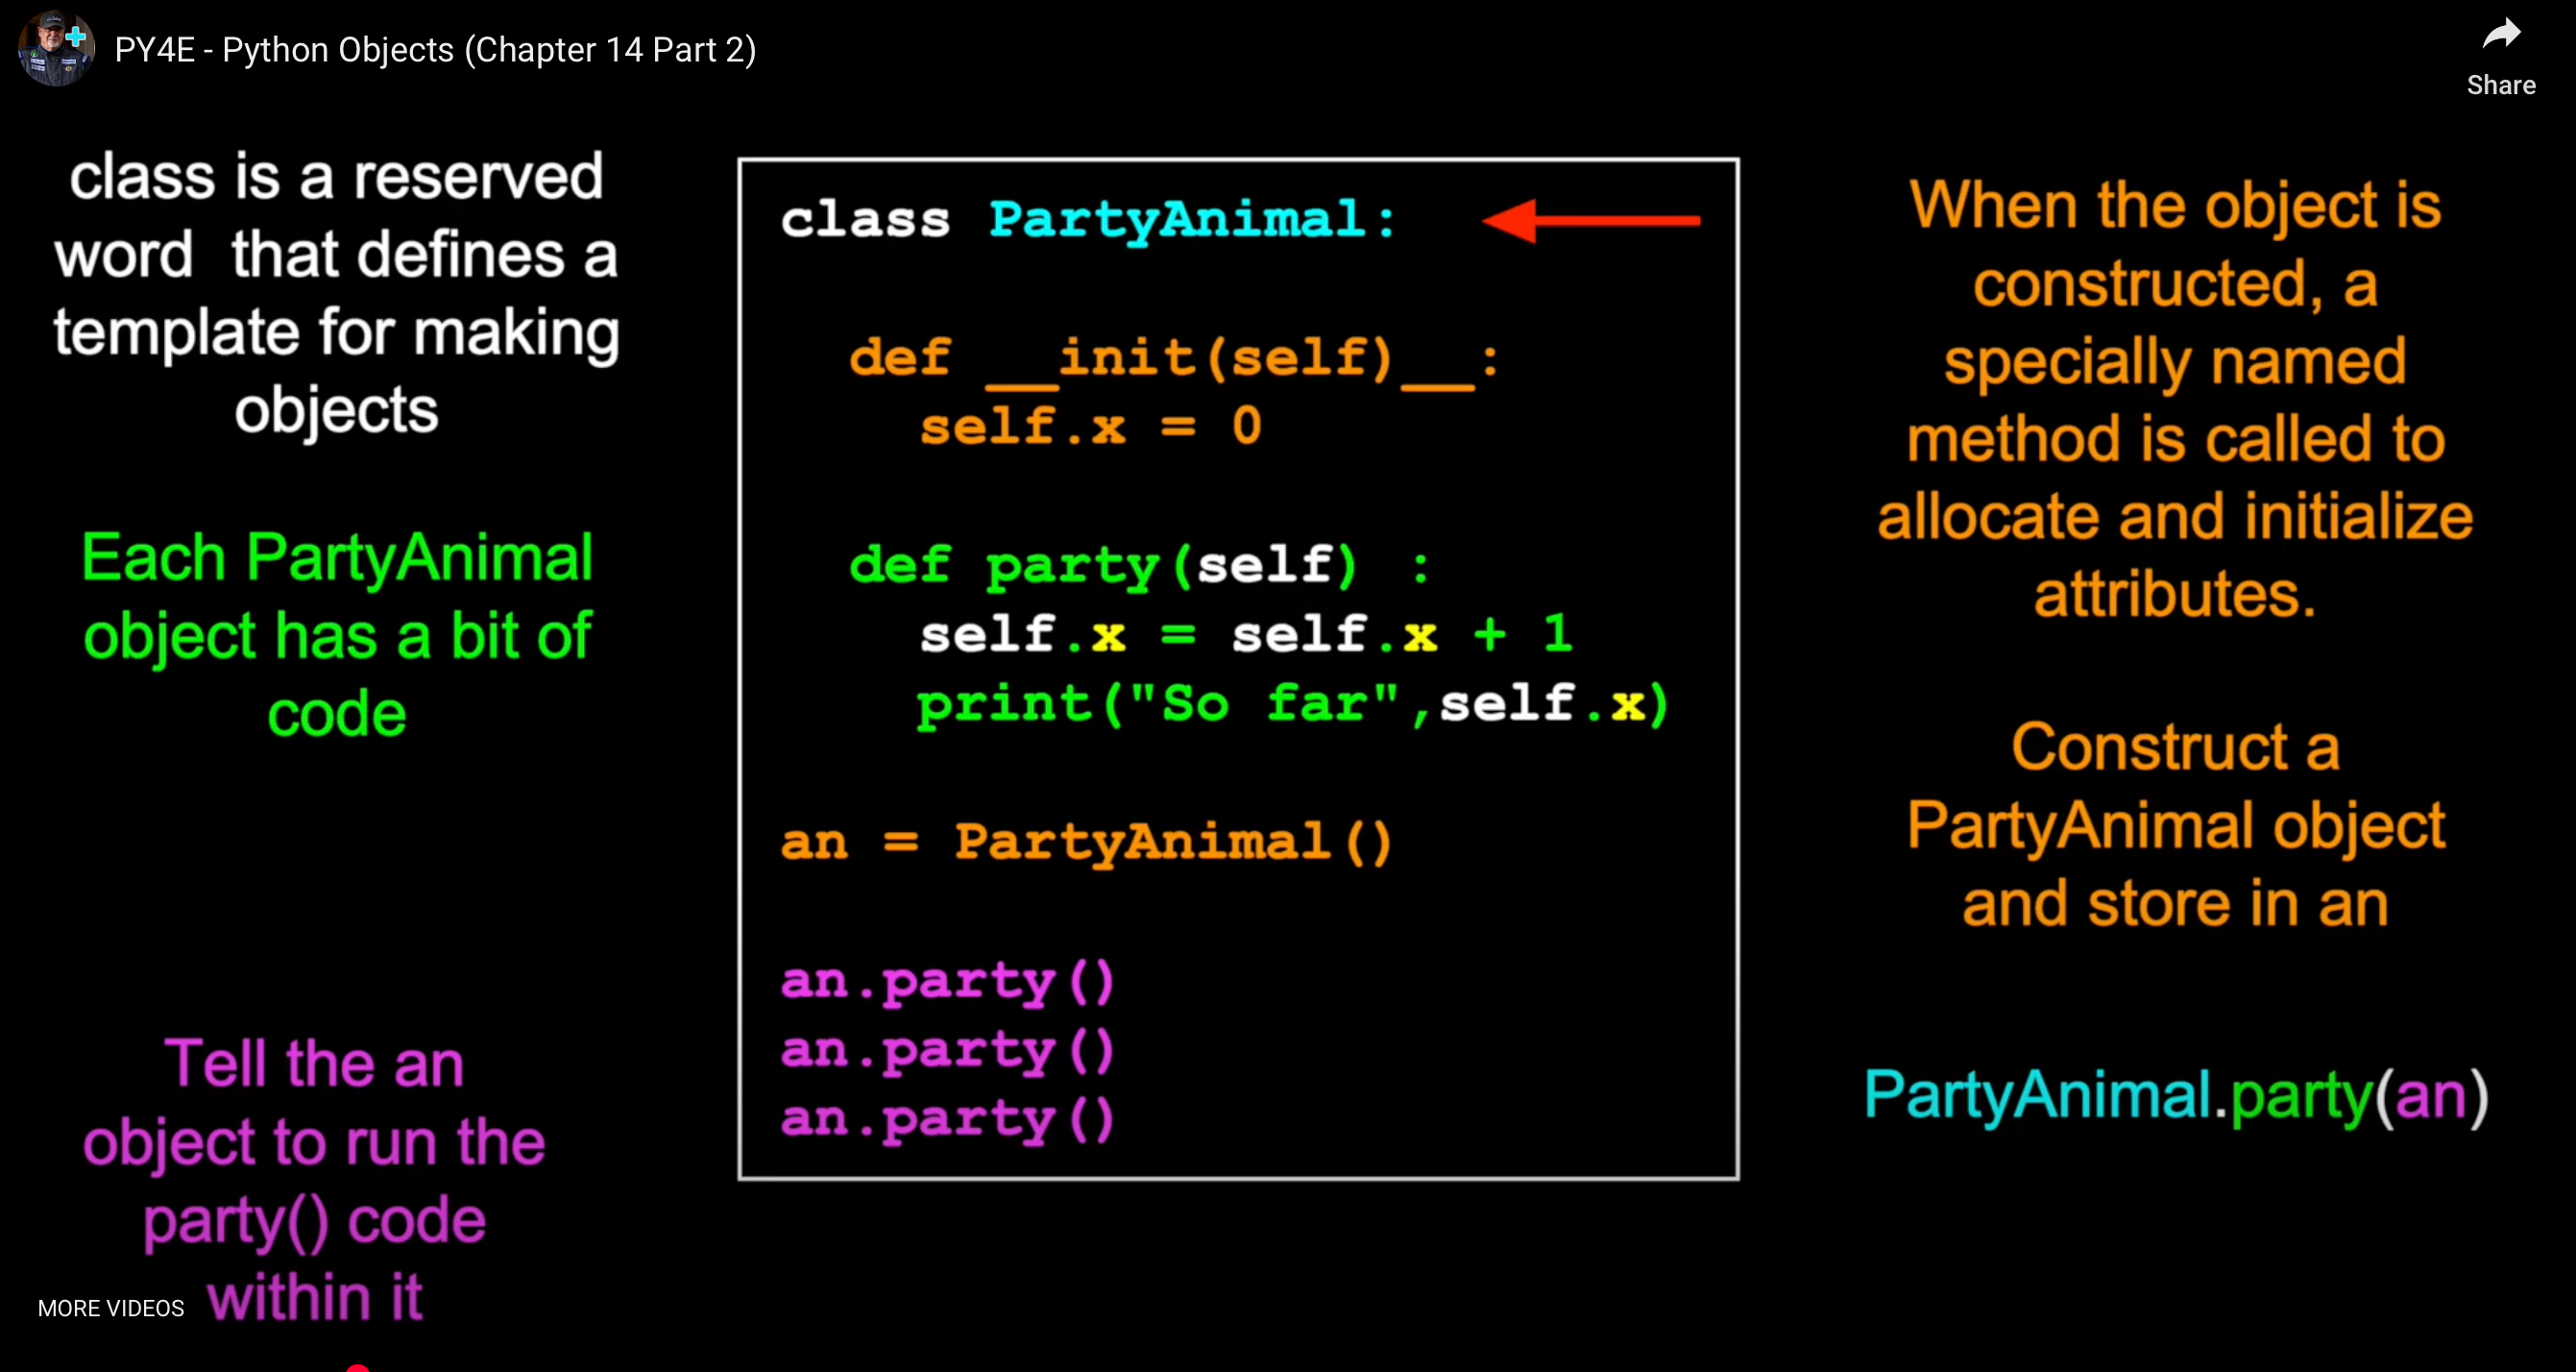 PY4E - Python Objects (Chapter 14 Part 2)
Share
class is a reserved
word  that defines a
template for making
objects
Each PartyAnimal
object has a bit of
code
Tell the an
object to run the
party() code
within it
class PartyAnimal:
def __init(self)__:
self.x = 0
def party(self) :
self.x = self.x + 1
print("So far",self.x)
an = PartyAnimal()
an.party()
an.party()
an.party()
When the object is
constructed, a
specially named
method is called to
allocate and initialize
attributes.
Construct a
PartyAnimal object
and store in an
PartyAnimal.party(an)
MORE VIDEOS